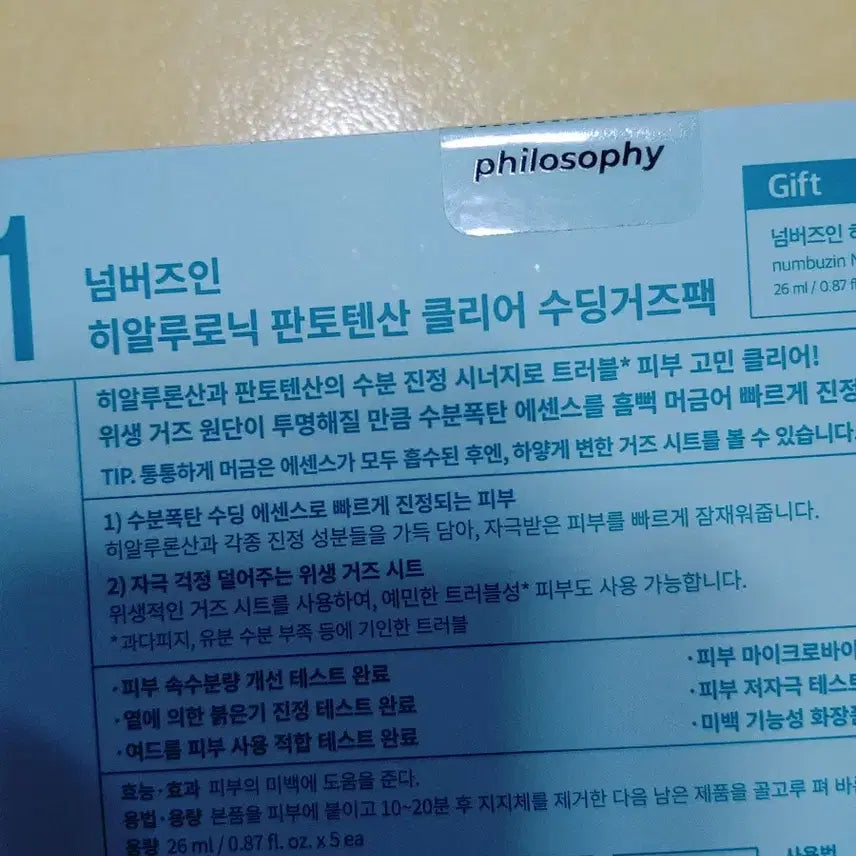 philosophy
Gift
넘버즈인
numbuzin
26 ml / 0.87
1
넘버즈인
히알루로닉 판토텐산 클리어 수딩거즈팩
히알루론산과 판토텐산의 수분 진정 시너지로 트러블* 피부 고민 클리어!
위생 거즈 원단이 투명해질 만큼 수분폭탄 에센스를 흠뻑 머금어 빠르게 진정
TIP. 통통하게 머금은 에센스가 모두 흡수된 후엔, 하얗게 변한 거즈 시트를 볼 수 있습니다.
1) 수분폭탄 수딩 에센스로 빠르게 진정되는 피부
히알루론산과 각종 진정 성분들을 가득 담아, 자극받은 피부를 빠르게 잠재워줍니다.
2) 자극 걱정 덜어주는 위생 거즈 시트
위생적인 거즈 시트를 사용하여, 예민한 트러블성* 피부도 사용 가능합니다.
*과다피지, 유분 수분 부족 등에 기인한 트러블
·피부 속수분량 개선 테스트 완료
·열에 의한 붉은기 진정 테스트 완료
·여드름 피부 사용 적합 테스트 완료
·피부 마이크로바이
·피부 저자극 테스트
·미백 기능성 화장품
효능·효과 피부의 미백에 도움을 준다.
용법·용량 본품을 피부에 붙이고 10~20분 후 지지체를 제거한 다음 남은 제품을 골고루 펴 바
용량 26 ml / 0.87 fl. oz. x 5 ea
사용법